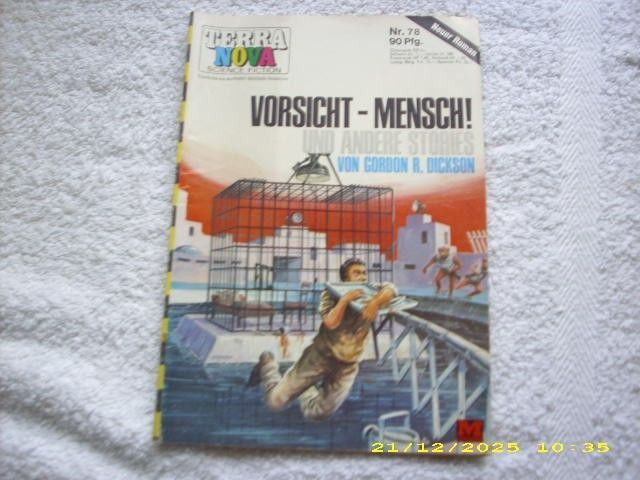 TERRA
NOVA
SCIENCE FICTION
Nr. 78
90 Pfg.
Neuer Roman
VORSICHT - MENSCH!
UND ANDERE STORIES
VON GORDON R. DICKSON
M
21/12/2025 10:35